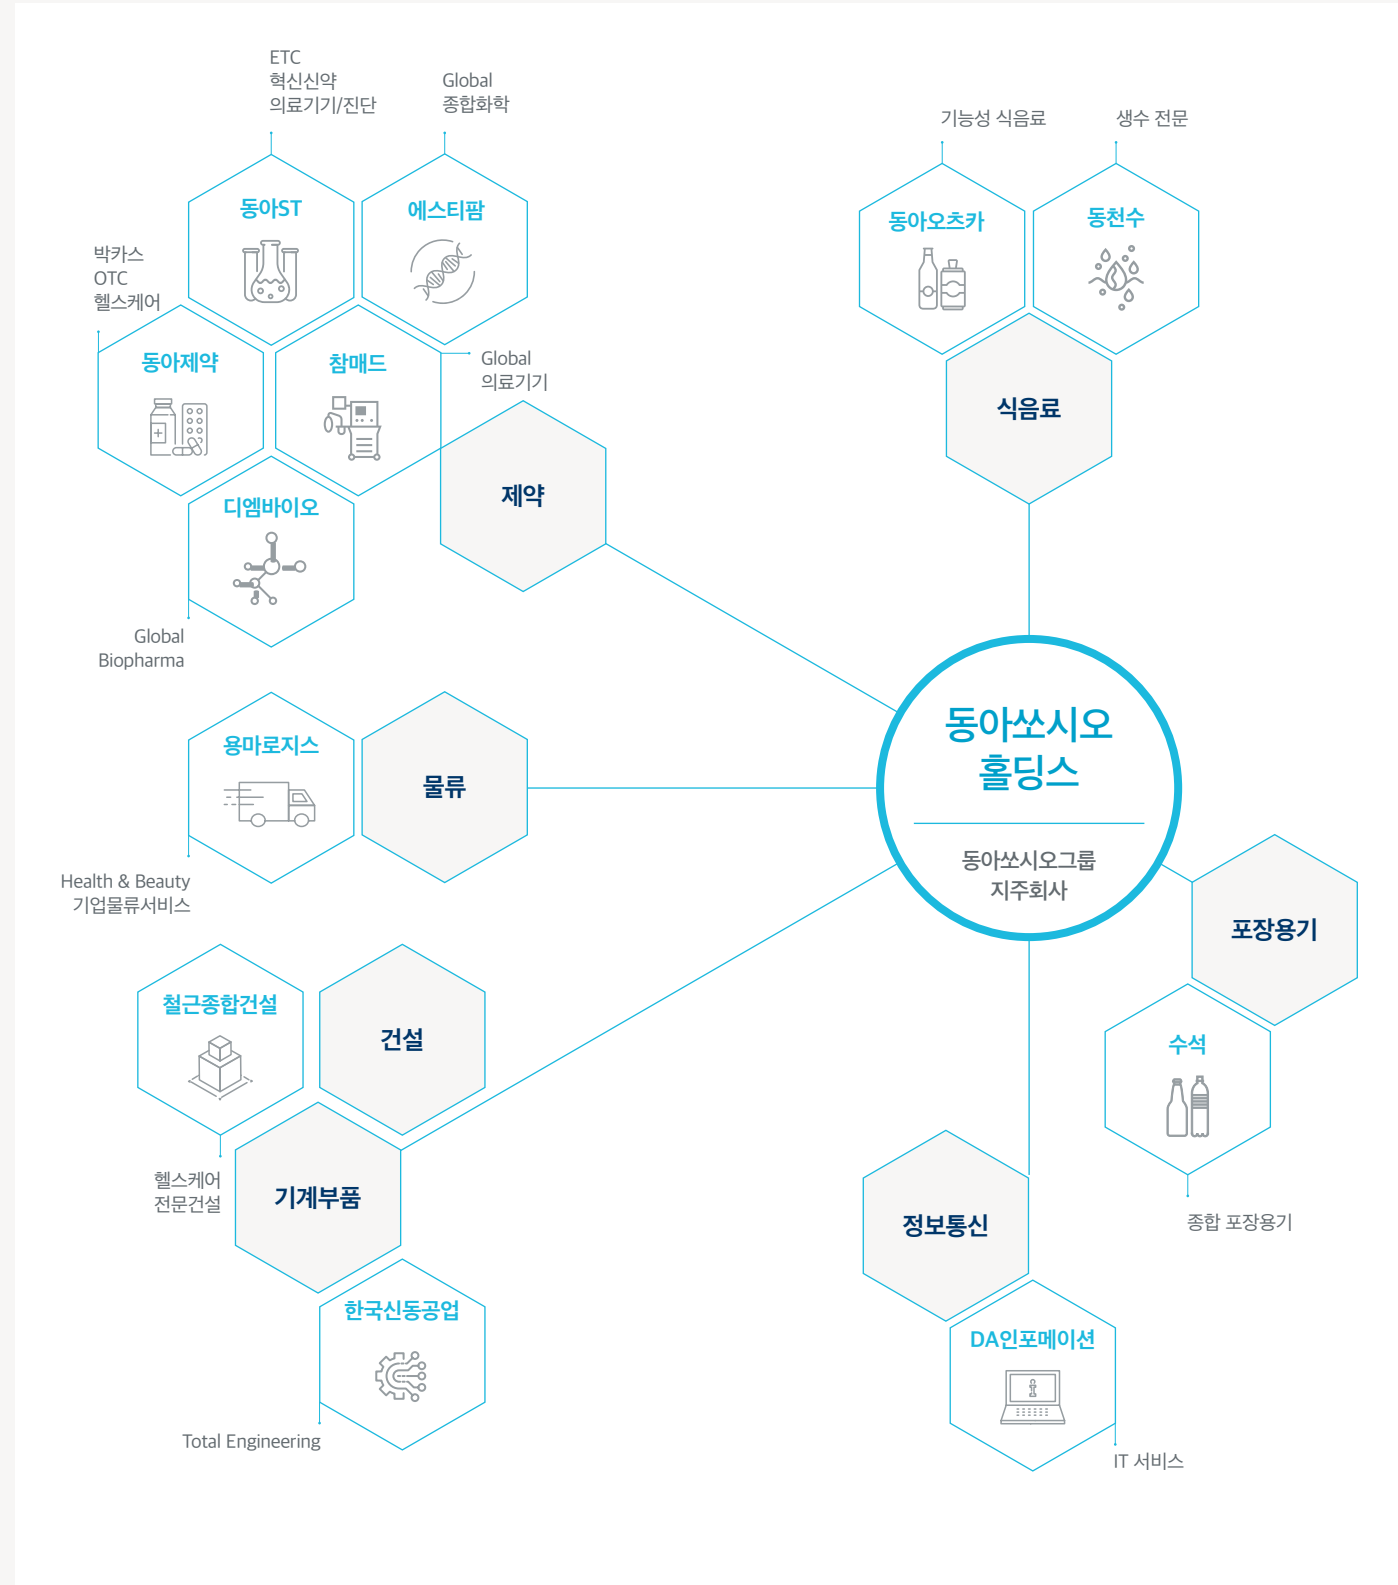 ETC
혁신신약
의료기기/진단
Global
종합화학
동아ST
에스티팜
박카스
OTC
헬스케어
동아제약
참매드
Global
의료기기
제약
디엠바이오
Global
Biopharma
기능성 식음료
생수 전문
동아오츠카
동천수
식음료
용마로지스
물류
Health & Beauty
기업물류서비스
동아쏘시오
홀딩스
동아쏘시오그룹
지주회사
포장용기
수석
종합 포장용기
철근종합건설
건설
헬스케어
전문건설
기계부품
한국신동공업
Total Engineering
정보통신
DA인포메이션
IT 서비스